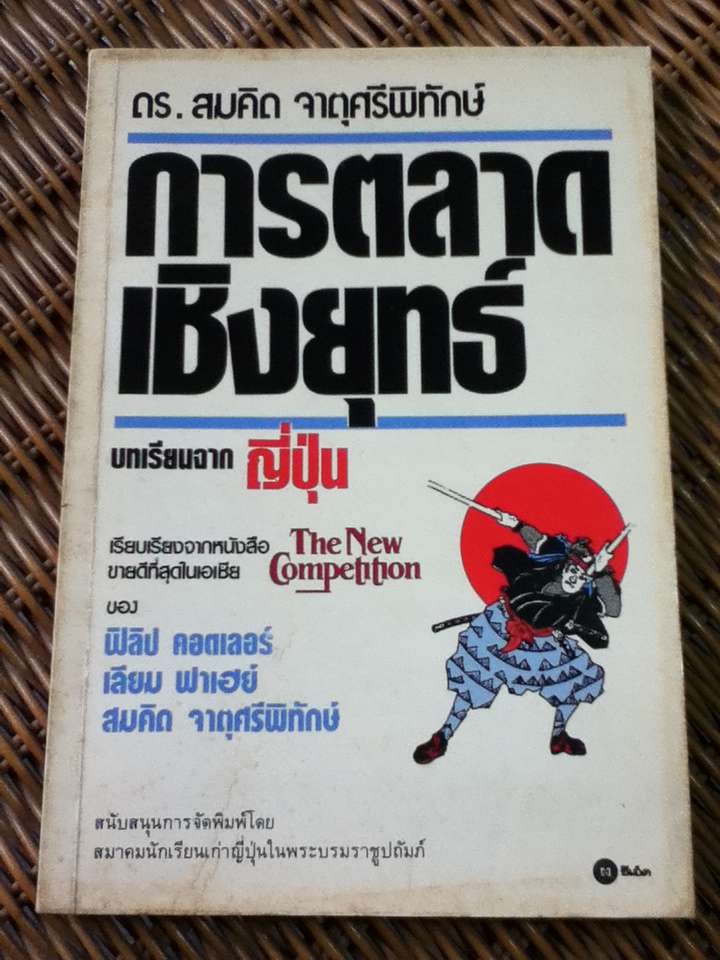 ดร. สมคิด จาตุศรีพิทักษ์
การตลาด
เชิงยุทธ์
บทเรียนจาก ญี่ปุ่น
เรียบเรียงจากหนังสือ The New
ขายดีที่สุดในเอเชีย Competition
ของ
ฟิลิป คอตเลอร์
เลียม ฟาเฮย์
สมคิด จาตุศรีพิทักษ์
สนับสนุนการจัดพิมพ์โดย
สมาคมนักเรียนเก่าญี่ปุ่นในพระบรมราชูปถัมภ์
ซีเอ็ด